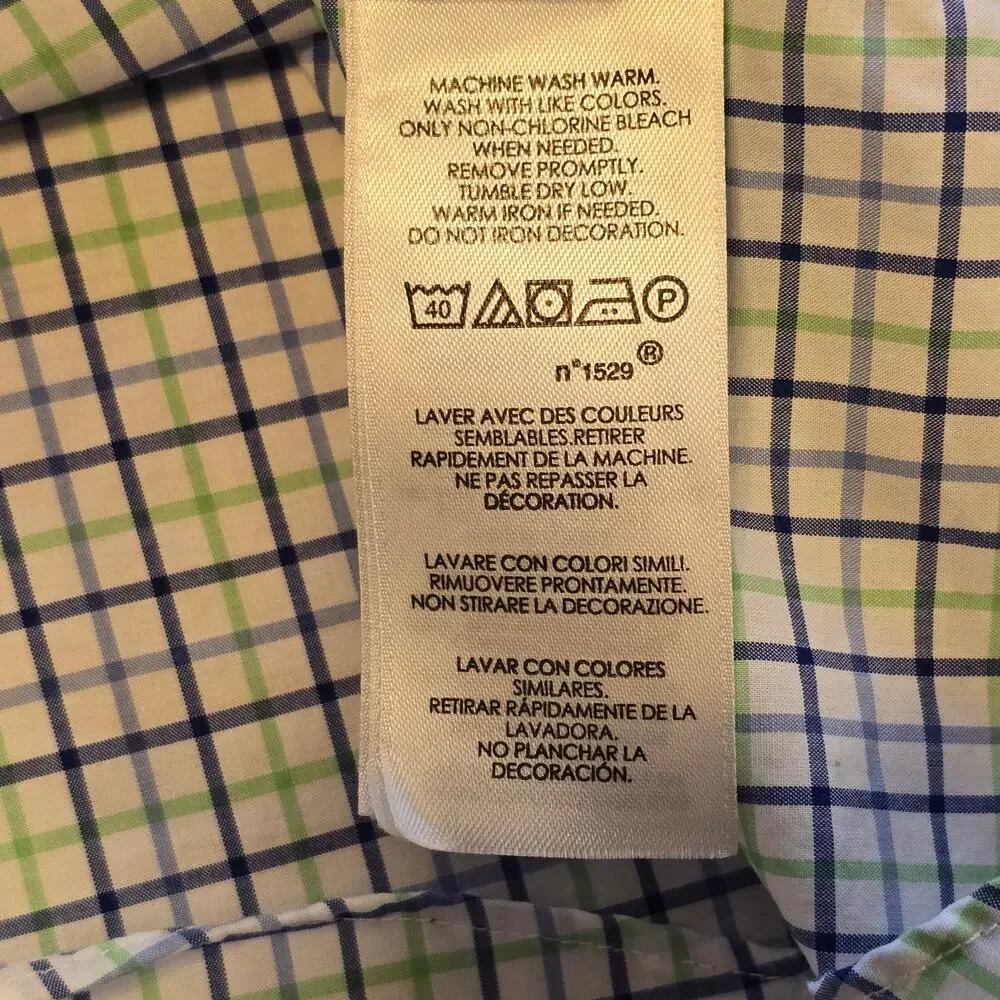 MACHINE WASH WARM.
WASH WITH LIKE COLORS.
ONLY NON-CHLORINE BLEACH
WHEN NEEDED.
REMOVE PROMPTLY.
TUMBLE DRY LOW.
WARM IRON IF NEEDED.
DO NOT IRON DECORATION.
40 P
n°1529®
LAVER AVEC DES COULEURS
SEMBLABLES.RETIRER
RAPIDEMENT DE LA MACHINE.
NE PAS REPASSER LA
DÉCORATION.
LAVARE CON COLORI SIMILI.
RIMUOVERE PRONTAMENTE.
NON STIRARE LA DECORAZIONE.
LAVAR CON COLORES
SIMILARES.
RETIRAR RÁPIDAMENTE DE LA
LAVADORA.
NO PLANCHAR LA
DECORACIÓN.